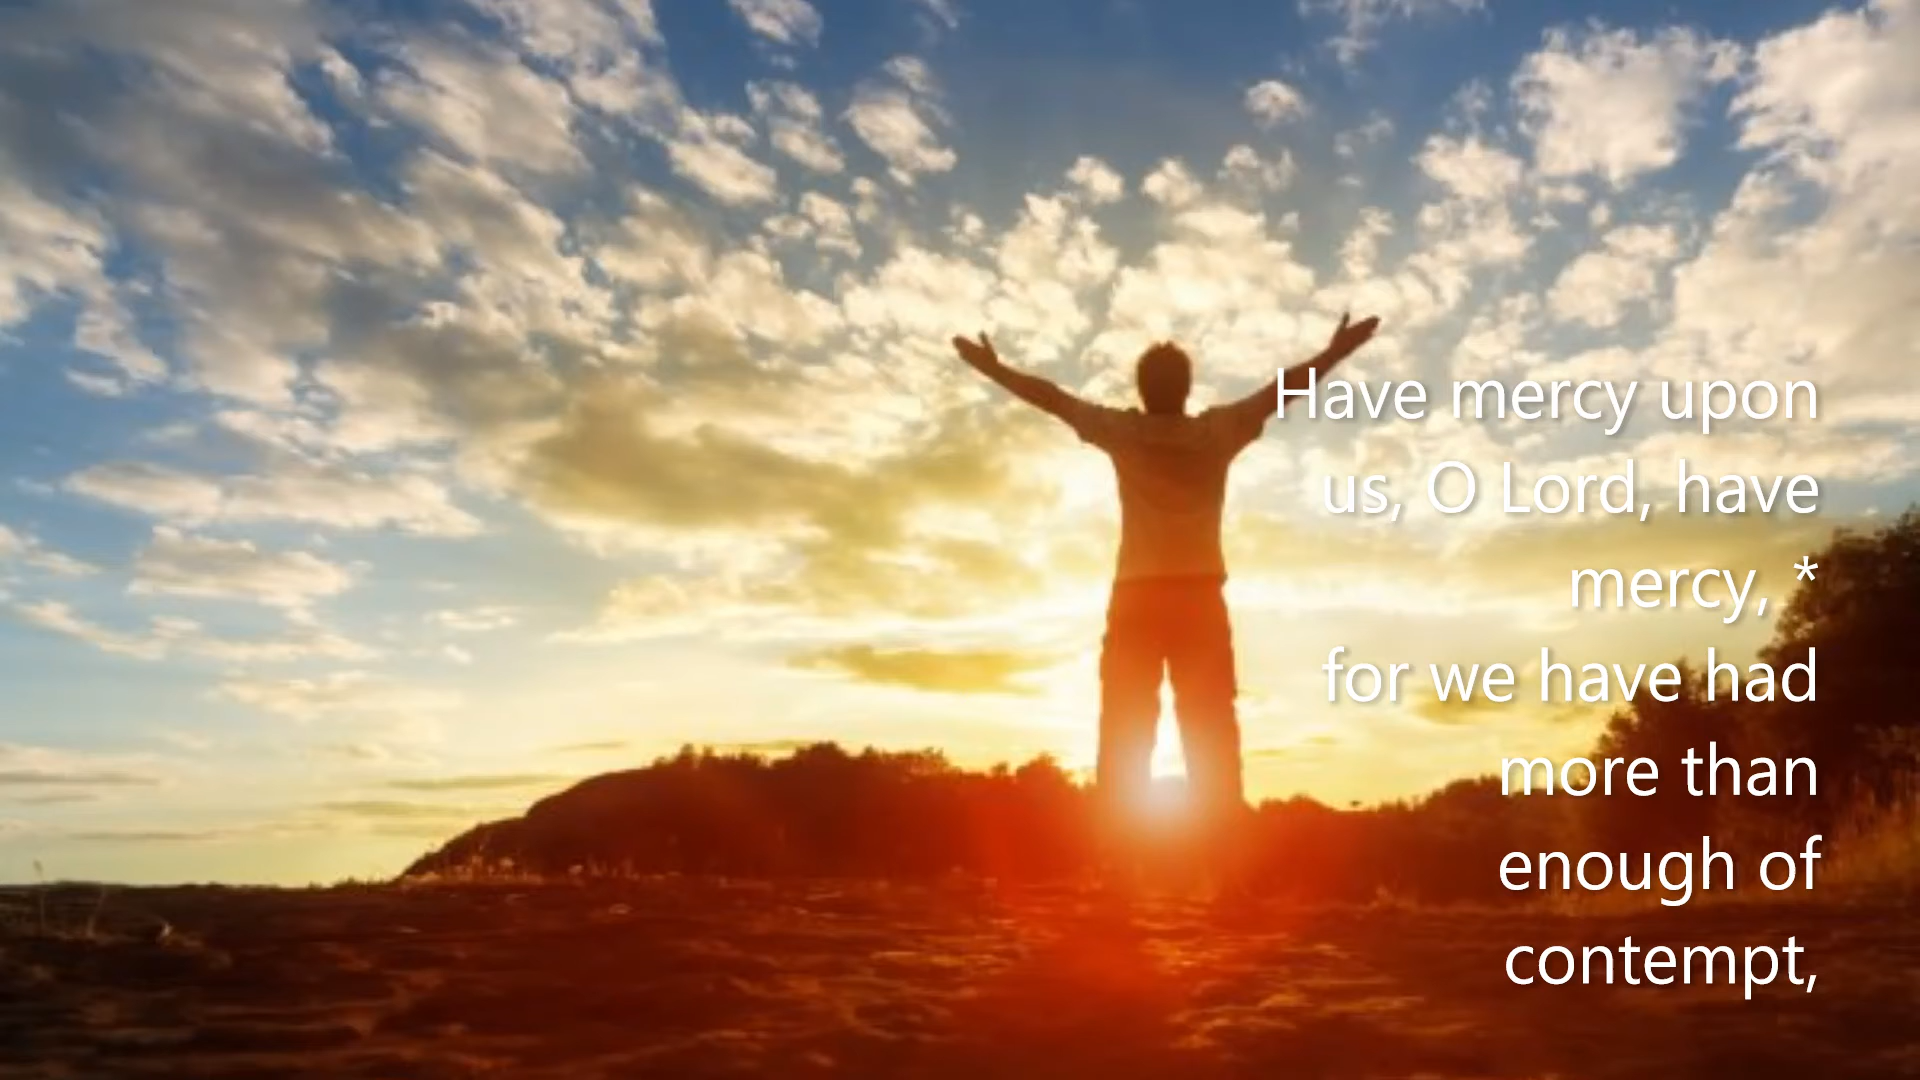 Have mercy upon
us, O Lord, have
mercy, *
for we have had
more than
enough of
contempt,